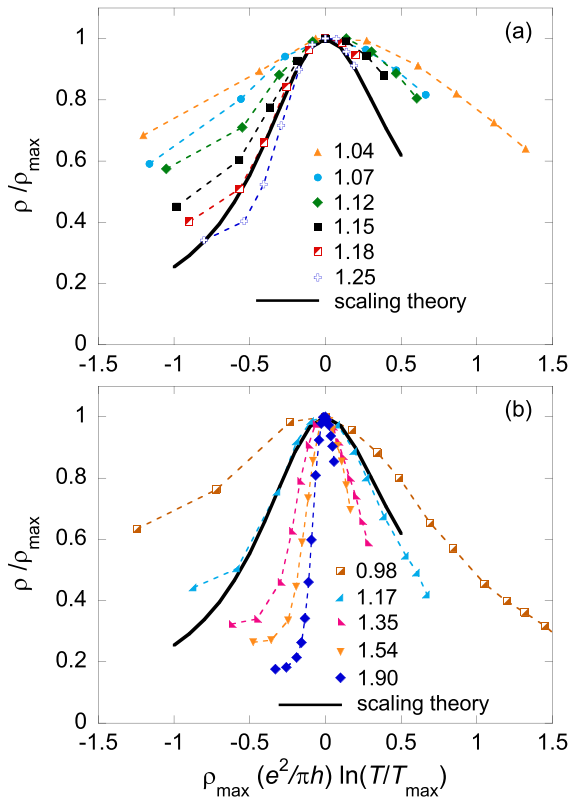 (a)
1
0.8
0.6
0.4
0.2
0
ρ /ρmax
1.04
1.07
1.12
1.15
1.18
1.25
scaling theory
-1.5 -1 -0.5 0 0.5 1 1.5
(b)
1
0.8
0.6
0.4
0.2
0
ρ /ρmax
0.98
1.17
1.35
1.54
1.90
scaling theory
-1.5 -1 -0.5 0 0.5 1 1.5
ρmax (e²/πh) ln(T/Tmax)